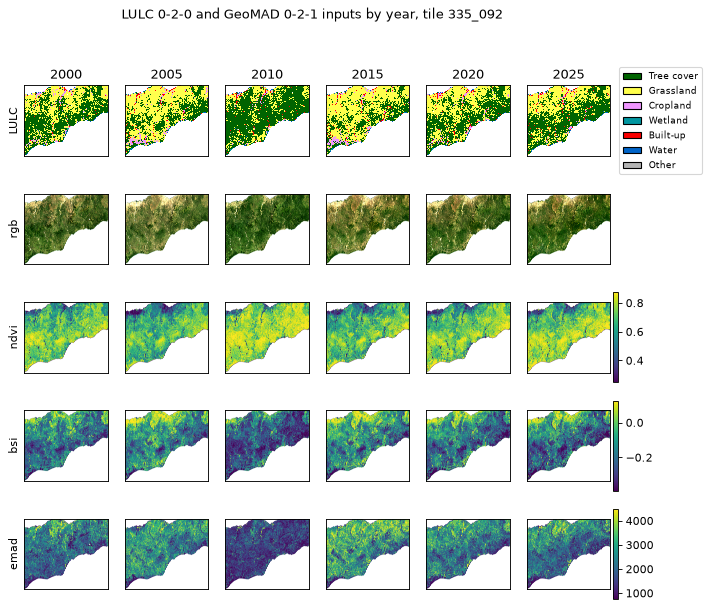 LULC 0-2-0 and GeoMAD 0-2-1 inputs by year, tile 335_092
2000 2005 2010 2015 2020 2025
LULC
Tree cover
Grassland
Cropland
Wetland
Built-up
Water
Other
rgb
ndvi
0.8
0.6
0.4
bsi
0.0
−0.2
emad
4000
3000
2000
1000